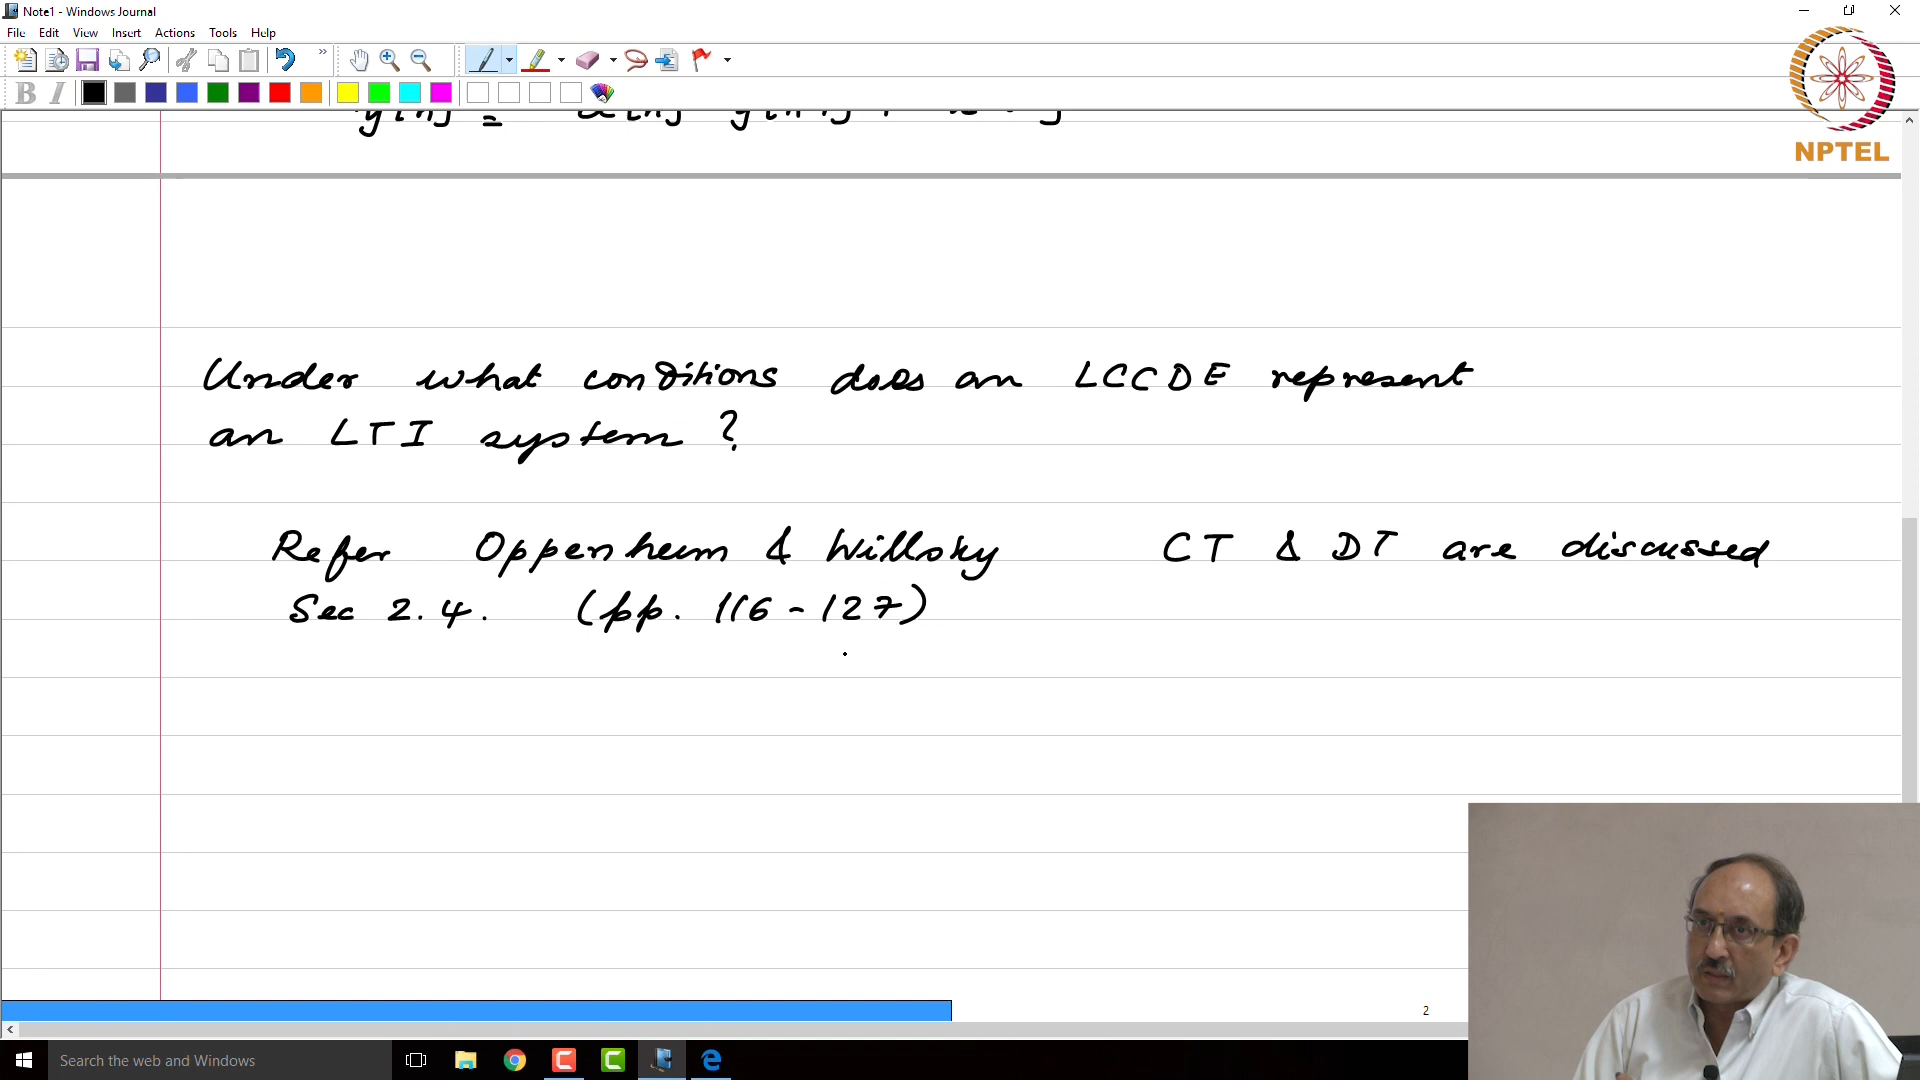 Note1 - Windows Journal
File Edit View Insert Actions Tools Help
NPTEL
Under what conditions does an LCCDE represent
an LTI system ?
Refer Oppenheim & Willsky CT & DT are discussed
Sec 2.4. (pp. 116-127)
2
Search the web and Windows